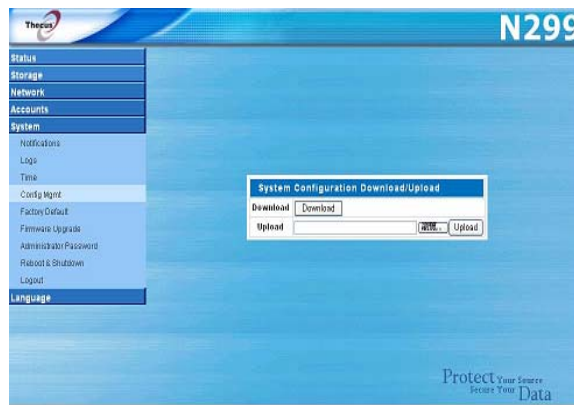 Thecus
N299
Status
Storage
Network
Accounts
System
Notifications
Logs
Time
Config Mgmt
Factory Default
Firmware Upgrade
Administrator Password
Reboot & Shutdown
Logout
Language
System Configuration Download/Upload
Download Download
Upload Upload
Protect Your Source
Secure Your Data